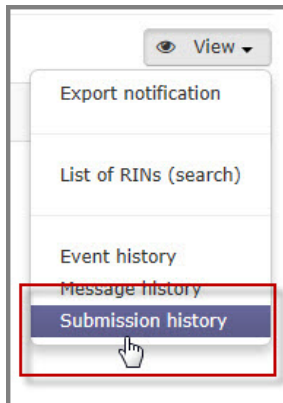 View
Export notification
List of RINs (search)
Event history
Message history
Submission history